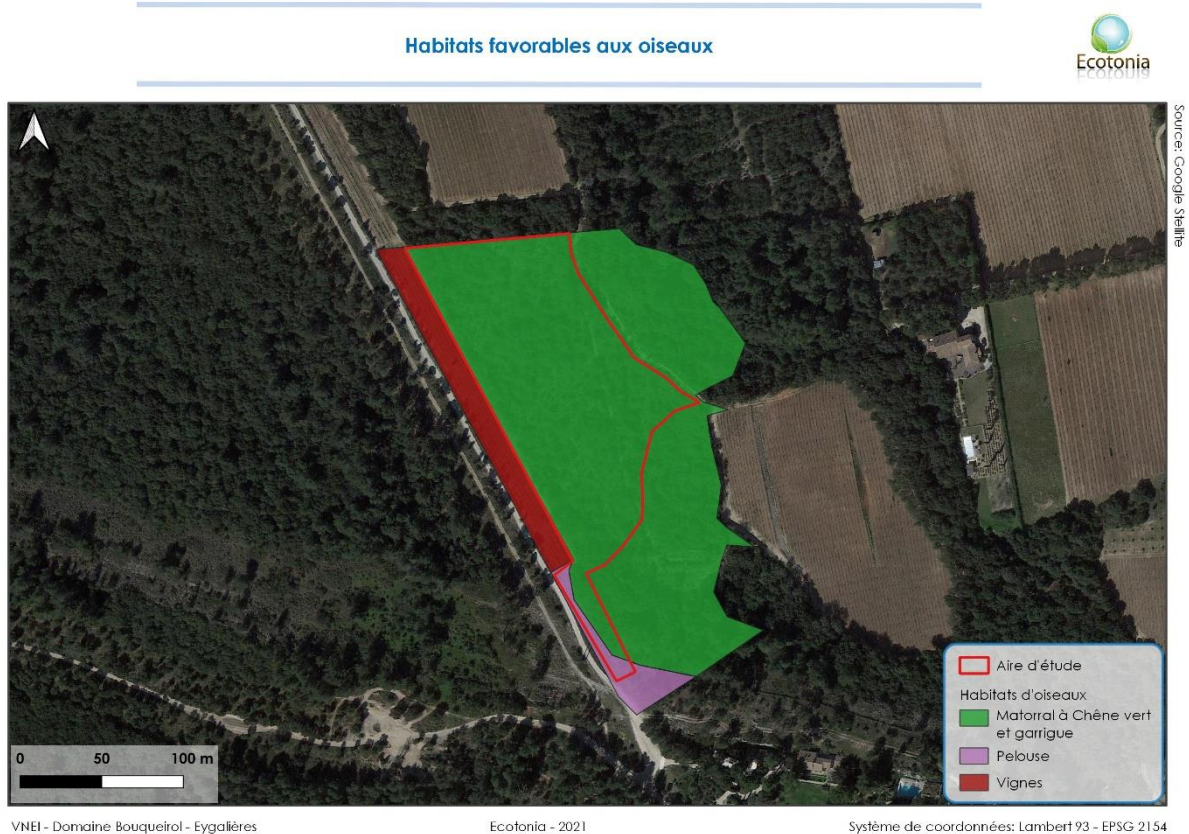 Habitats favorables aux oiseaux
Ecotonia
Source: Google Stellite
Aire d'étude
Habitats d'oiseaux
Matorral à Chêne vert
et garrigue
Pelouse
Vignes
0 50 100 m
VNEI - Domaine Bouqueirol - Eygalières
Ecotonia - 2021
Système de coordonnées: Lambert 93 - EPSG 2154